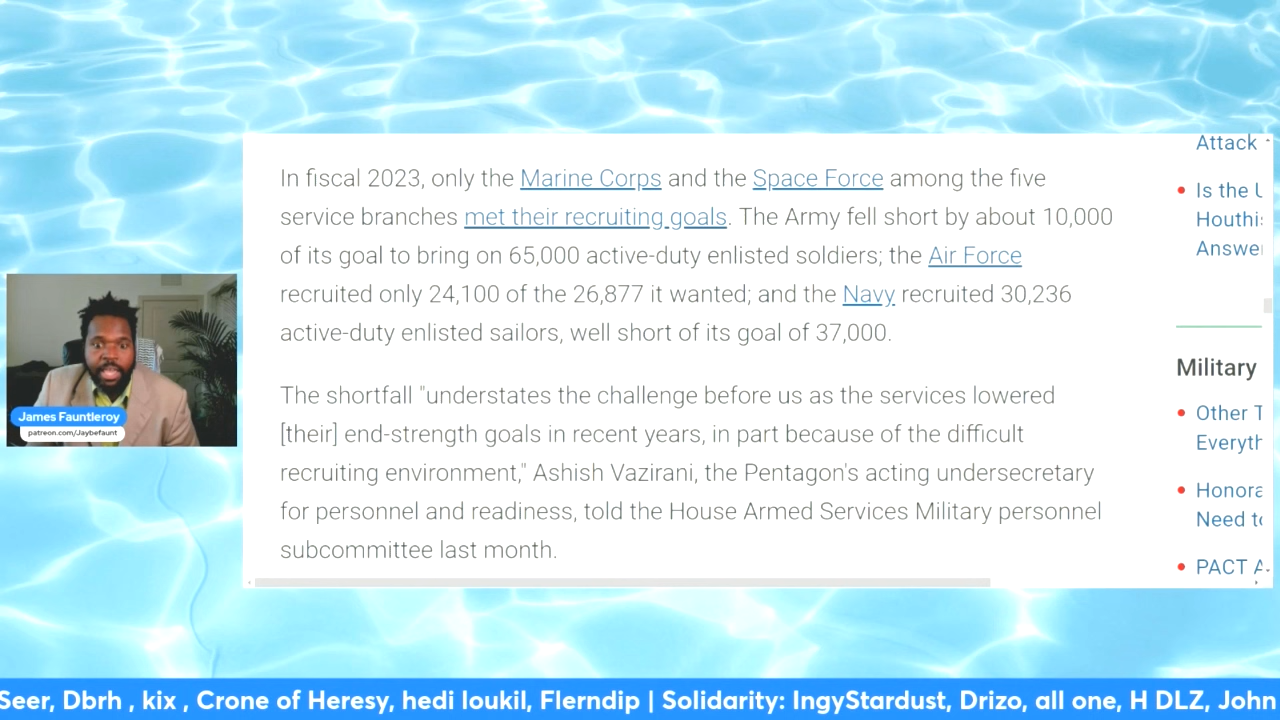 In fiscal 2023, only the Marine Corps and the Space Force among the five
service branches met their recruiting goals. The Army fell short by about 10,000
of its goal to bring on 65,000 active-duty enlisted soldiers; the Air Force
recruited only 24,100 of the 26,877 it wanted; and the Navy recruited 30,236
active-duty enlisted sailors, well short of its goal of 37,000.
The shortfall "understates the challenge before us as the services lowered
[their] end-strength goals in recent years, in part because of the difficult
recruiting environment," Ashish Vazirani, the Pentagon's acting undersecretary
for personnel and readiness, told the House Armed Services Military personnel
subcommittee last month.
Attack
Is the
Military
Other
PACT
James Fauntleroy
patreon.com/Jaybefaunt
Seer, Dbrh , kix , Crone of Heresy, hedi loukil, Flerndip | Solidarity: IngyStardust, Drizo, all one, H DLZ, John